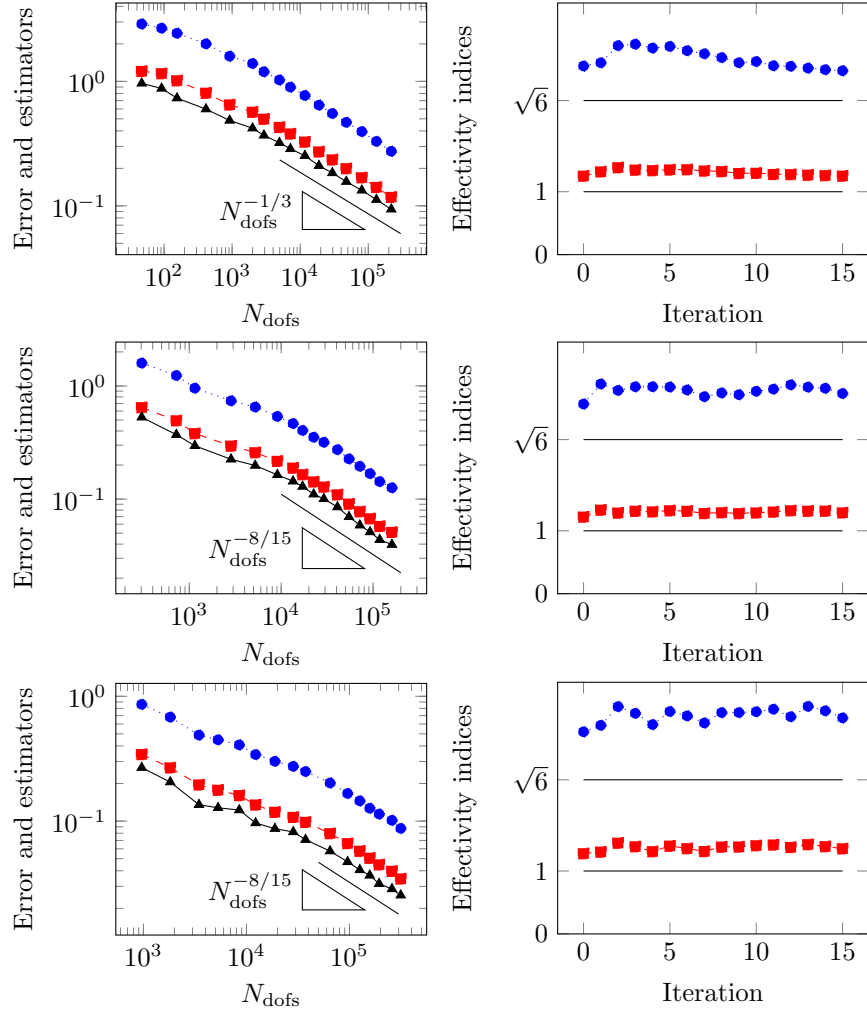 Error and estimators
10^0
10^{-1}
N_dofs^{-1/3}
10^2 10^3 10^4 10^5
N_dofs
Effectivity indices
√6
1
0
0 5 10 15
Iteration
Error and estimators
10^0
10^{-1}
N_dofs^{-8/15}
10^3 10^4 10^5
N_dofs
Effectivity indices
√6
1
0
0 5 10 15
Iteration
Error and estimators
10^0
10^{-1}
N_dofs^{-8/15}
10^3 10^4 10^5
N_dofs
Effectivity indices
√6
1
0
0 5 10 15
Iteration